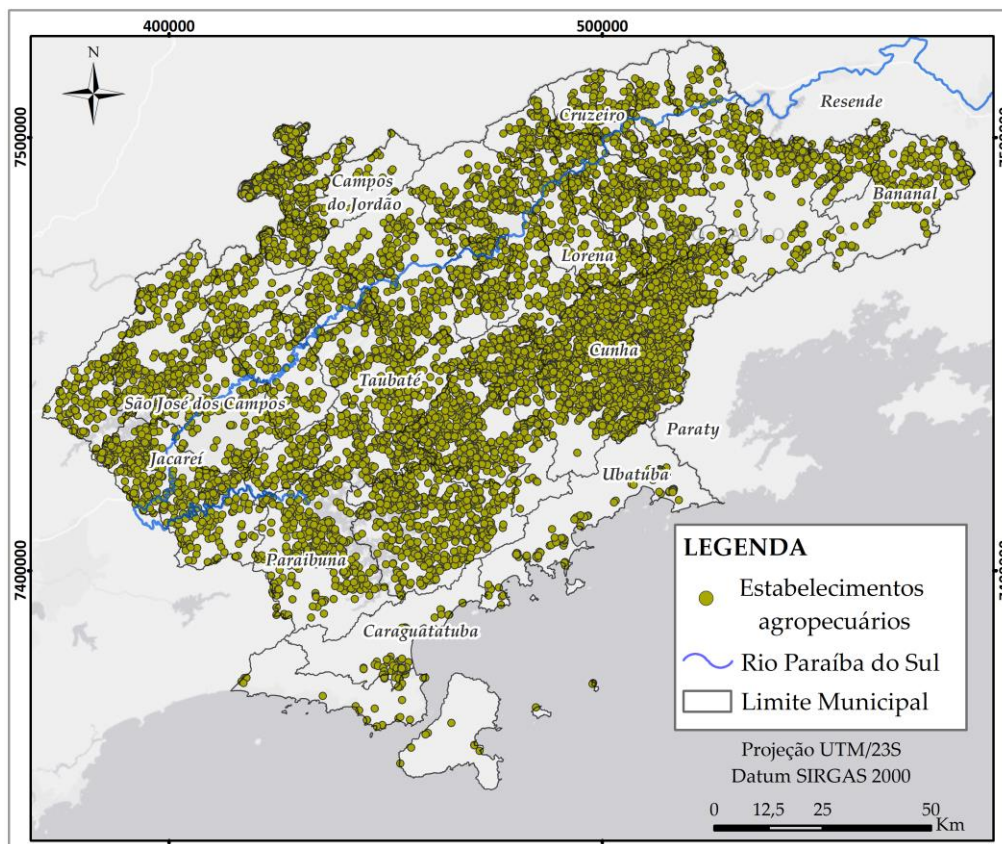 400000
500000
N
Resende
Cruzeiro
7500000
Campos
do Jordão
Bananal
Lorena
Cunha
Taubaté
São José dos Campos
Paraty
Jacareí
Ubatuba
Paraibuna
7400000
Caraguatatuba
LEGENDA
Estabelecimentos
agropecuários
Rio Paraíba do Sul
Limite Municipal
Projeção UTM/23S
Datum SIRGAS 2000
0 12,5 25 50
Km